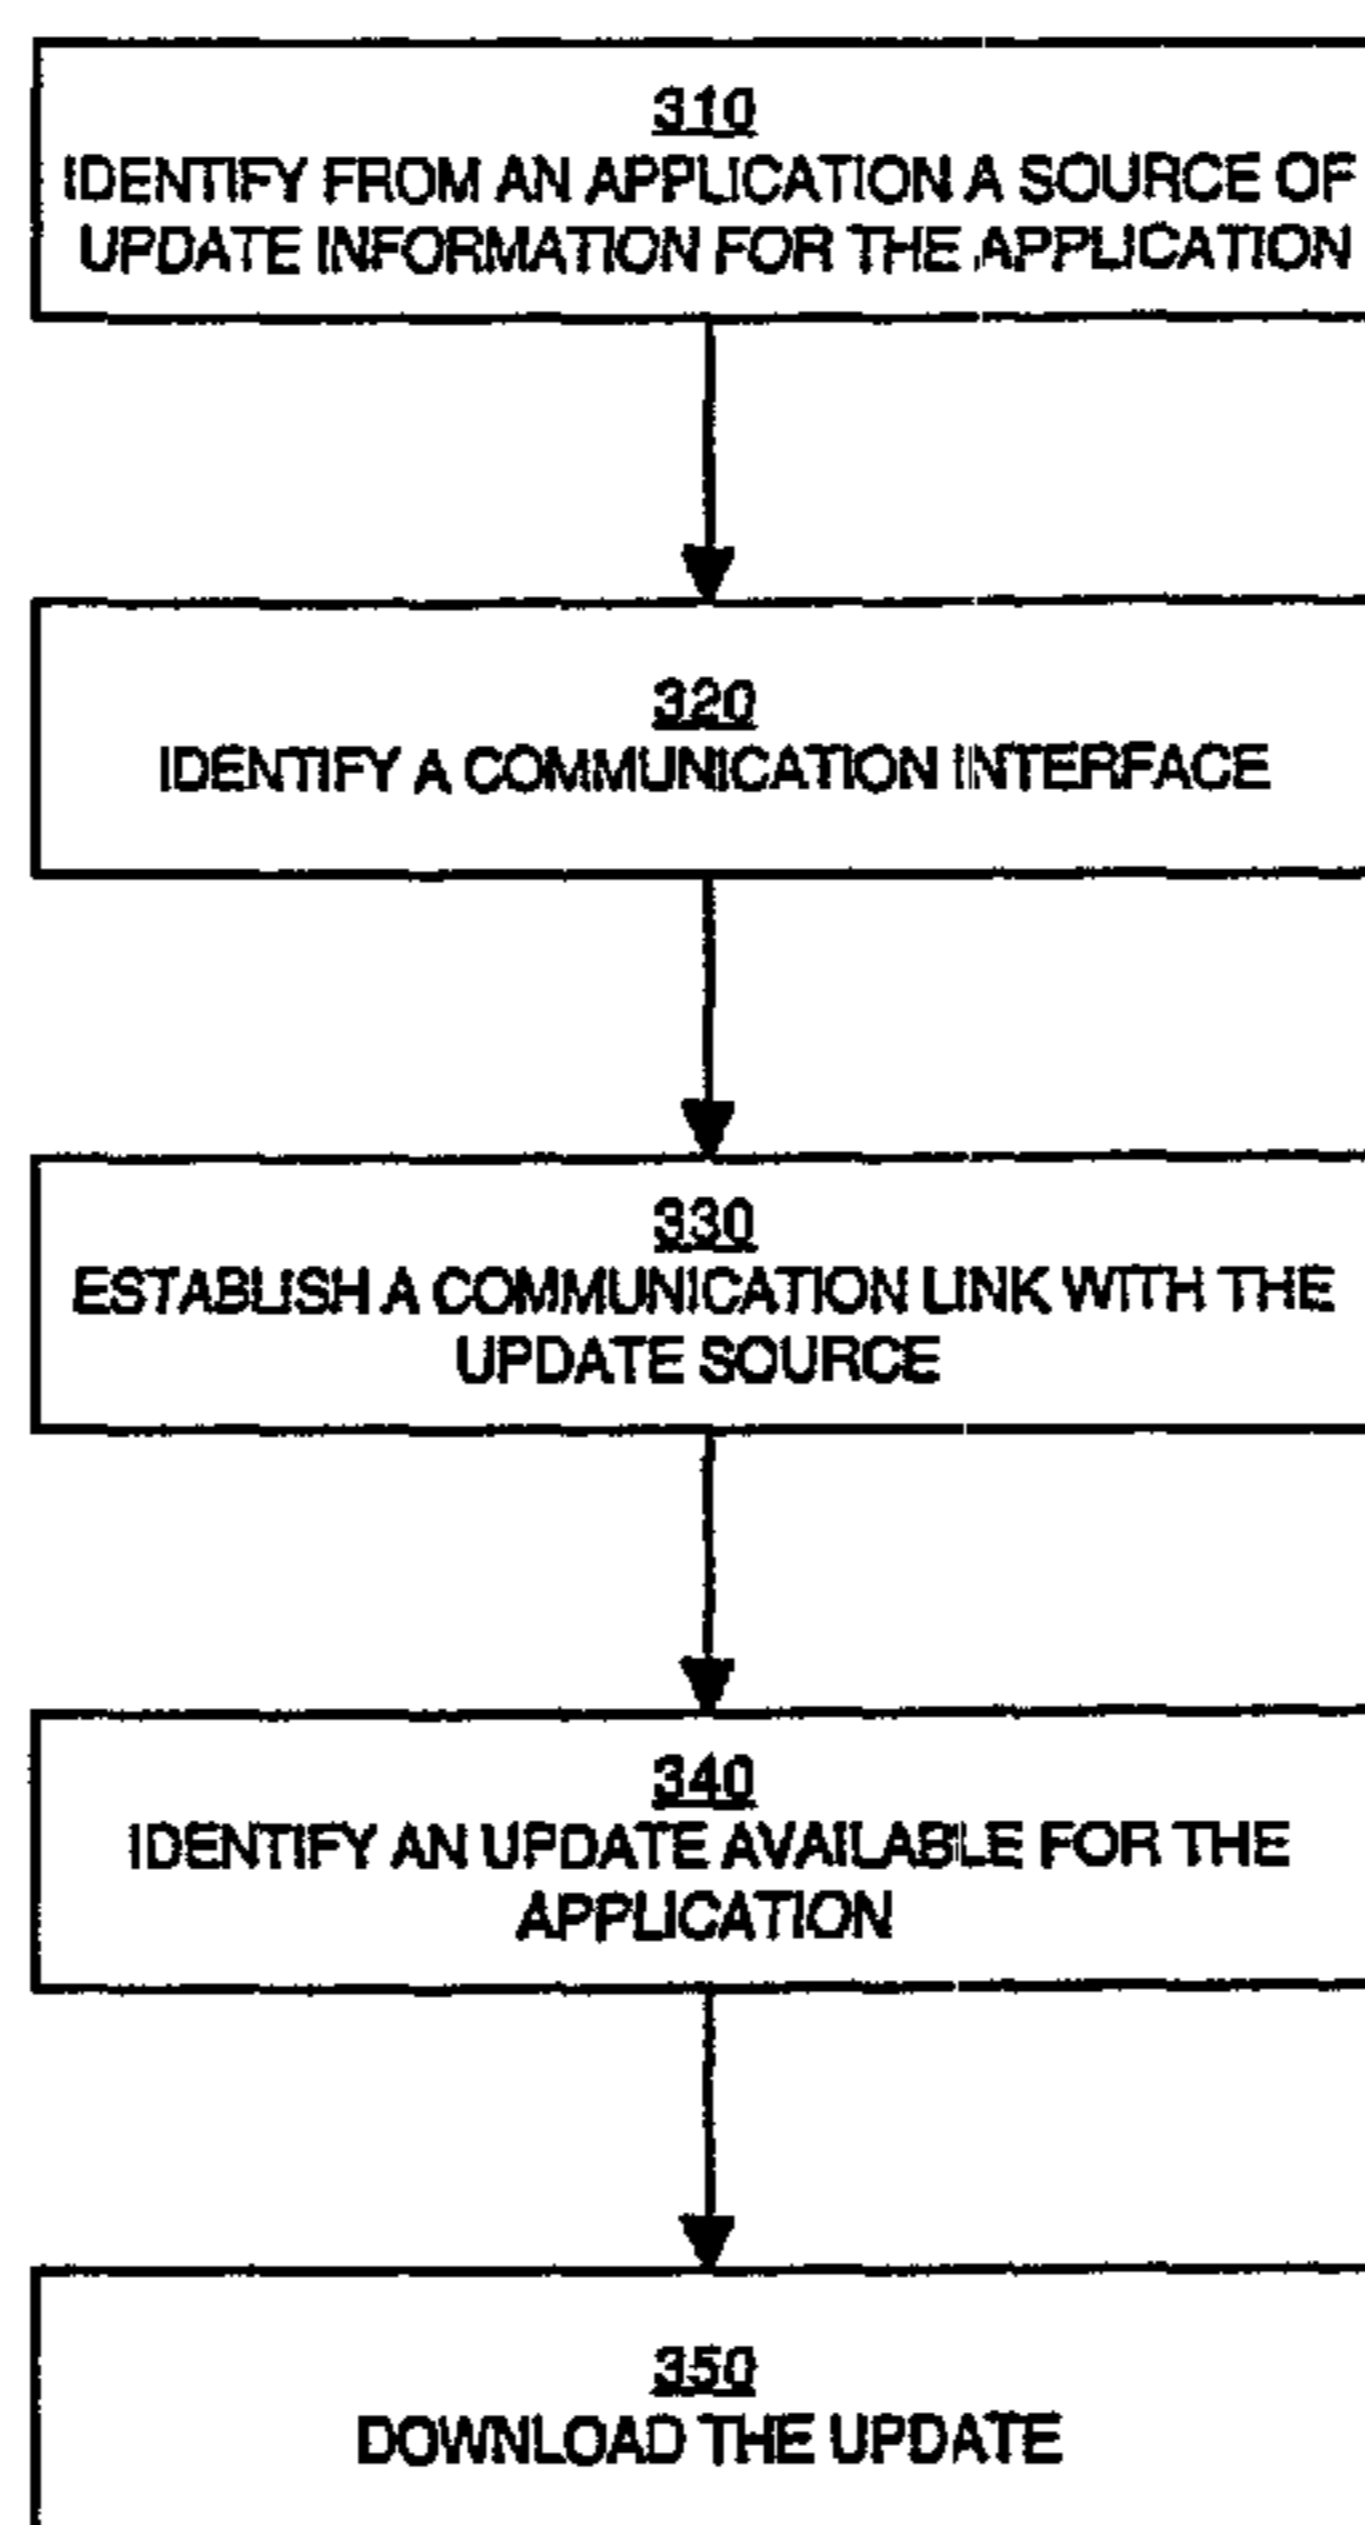 310
IDENTIFY FROM AN APPLICATION A SOURCE OF
UPDATE INFORMATION FOR THE APPLICATION
320
IDENTIFY A COMMUNICATION INTERFACE
330
ESTABLISH A COMMUNICATION LINK WITH THE
UPDATE SOURCE
340
IDENTIFY AN UPDATE AVAILABLE FOR THE
APPLICATION
350
DOWNLOAD THE UPDATE